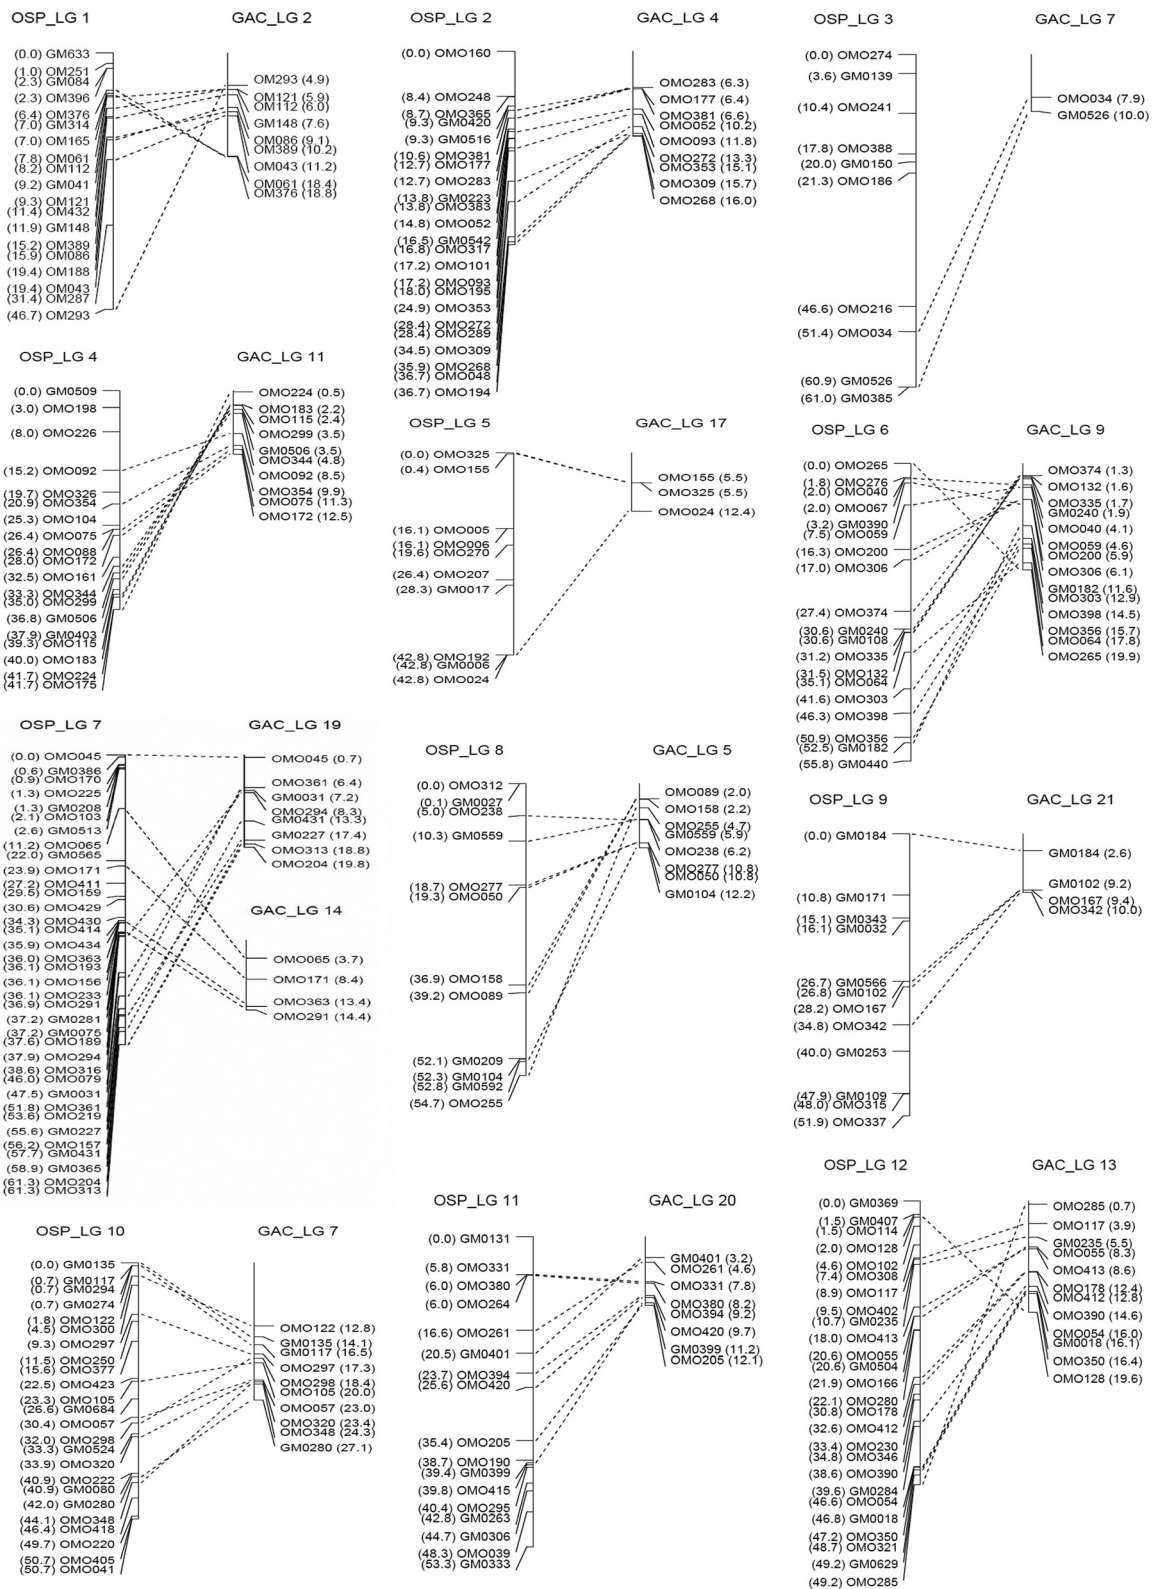 OSP_LG 1
GAC_LG 2
(0.0) GM633
(1.0) OM251
(2.3) GM084
(2.3) OM396
(6.4) OM376
(7.0) GM314
(7.0) OM165
(7.8) OM061
(8.2) OM112
(9.2) GM041
(9.3) OM121
(11.4) OM432
(11.9) GM148
(15.2) OM389
(15.9) OM086
(19.4) OM188
(19.4) OM043
(31.4) OM287
(46.7) OM293
OM293 (4.9)
OM121 (5.9)
OM112 (6.0)
GM148 (7.6)
OM086 (9.1)
OM389 (10.2)
OM043 (11.2)
OM061 (18.4)
OM376 (18.8)
OSP_LG 2
GAC_LG 4
(0.0) OMO160
(8.4) OMO248
(8.7) OMO365
(9.3) GM0420
(9.3) GM0516
(10.6) OMO381
(12.7) OMO177
(12.7) OMO283
(13.8) GM0223
(13.8) OMO383
(14.8) OMO052
(16.5) GM0542
(16.8) OMO317
(17.2) OMO101
(17.2) OMO093
(18.0) OMO195
(24.9) OMO353
(28.4) OMO272
(28.4) OMO289
(34.5) OMO309
(35.9) OMO268
(36.7) OMO048
(36.7) OMO194
OMO283 (6.3)
OMO177 (6.4)
OMO381 (6.6)
OMO052 (10.2)
OMO093 (11.8)
OMO272 (13.3)
OMO353 (15.1)
OMO309 (15.7)
OMO268 (16.0)
OSP_LG 3
GAC_LG 7
(0.0) OMO274
(3.6) GM0139
(10.4) OMO241
(17.8) OMO388
(20.0) GM0150
(21.3) OMO186
(46.6) OMO216
(51.4) OMO034
(60.9) GM0526
(61.0) GM0385
OMO034 (7.9)
GM0526 (10.0)
OSP_LG 4
GAC_LG 11
(0.0) GM0509
(3.0) OMO198
(8.0) OMO226
(15.2) OMO092
(19.7) OMO326
(20.9) OMO354
(25.3) OMO104
(26.4) OMO075
(26.4) OMO088
(28.0) OMO172
(32.5) OMO161
(33.3) OMO344
(35.0) OMO299
(36.8) GM0506
(37.9) GM0403
(39.3) OMO115
(40.0) OMO183
(41.7) OMO224
(41.7) OMO175
OMO224 (0.5)
OMO183 (2.2)
OMO115 (2.4)
OMO299 (3.5)
GM0506 (3.5)
OMO344 (4.8)
OMO092 (8.5)
OMO354 (9.9)
OMO075 (11.3)
OMO172 (12.5)
OSP_LG 5
GAC_LG 17
(0.0) OMO325
(0.4) OMO155
(16.1) OMO005
OMO006
(19.6) OMO270
(26.4) OMO207
(28.3) GM0017
(42.8) OMO192
(42.8) GM0006
(42.8) OMO024
OMO155 (5.5)
OMO325 (5.5)
OMO024 (12.4)
OSP_LG 6
GAC_LG 9
(0.0) OMO265
(1.8) OMO276
(2.0) OMO040
(2.0) OMO067
(3.2) GM0390
(7.5) OMO059
(16.3) OMO200
(17.0) OMO306
(27.4) OMO374
(30.6) GM0240
(30.6) GM0108
(31.2) OMO335
(31.5) OMO132
(35.1) OMO064
(41.6) OMO303
(46.3) OMO398
(50.9) OMO356
(52.5) GM0182
(55.8) GM0440
OMO374 (1.3)
OMO132 (1.6)
OMO335 (1.7)
GM0240 (1.9)
OMO040 (4.1)
OMO059 (4.6)
OMO200 (5.9)
OMO306 (6.1)
GM0182 (11.6)
OMO303 (12.9)
OMO398 (14.5)
OMO356 (15.7)
OMO064 (17.8)
OMO265 (19.9)
OSP_LG 7
GAC_LG 19
(0.0) OMO045
(0.6) GM0386
(0.9) OMO170
(1.3) OMO225
(1.3) GM0208
(2.1) OMO103
(2.6) GM0513
(11.2) OMO065
(22.0) GM0565
(23.9) OMO171
(27.2) OMO411
(29.5) OMO159
(30.6) OMO429
(34.3) OMO430
(35.1) OMO414
(35.9) OMO434
(36.0) OMO363
(36.1) OMO193
(36.1) OMO156
(36.1) OMO233
(36.9) OMO291
(37.2) GM0281
(37.2) GM0075
(37.6) OMO189
(37.9) OMO294
(38.6) OMO316
(46.0) OMO079
(47.5) GM0031
(51.8) OMO361
(53.6) OMO219
(55.6) GM0227
(56.2) OMO157
(57.7) GM0431
(58.9) GM0365
(61.3) OMO204
(61.3) OMO313
OMO045 (0.7)
OMO361 (6.4)
GM0031 (7.2)
OMO294 (8.3)
GM0431 (13.3)
GM0227 (17.4)
OMO313 (18.8)
OMO204 (19.8)
GAC_LG 14
OMO065 (3.7)
OMO171 (8.4)
OMO363 (13.4)
OMO291 (14.4)
OSP_LG 8
GAC_LG 5
(0.0) OMO312
(0.1) GM0027
(5.0) OMO238
(10.3) GM0559
(18.7) OMO277
(19.3) OMO050
(36.9) OMO158
(39.2) OMO089
(52.1) GM0209
(52.3) GM0104
(52.8) GM0592
(54.7) OMO255
OMO089 (2.0)
OMO158 (2.2)
OMO255 (4.7)
GM0559 (5.9)
OMO238 (6.2)
OMO277 (10.8)
OMO050 (10.8)
GM0104 (12.2)
OSP_LG 9
GAC_LG 21
(0.0) GM0184
(10.8) GM0171
(15.1) GM0343
(16.1) GM0032
(26.7) GM0566
(26.8) GM0102
(28.2) OMO167
(34.8) OMO342
(40.0) GM0253
(47.9) GM0109
(48.0) OMO315
(51.9) OMO337
GM0184 (2.6)
GM0102 (9.2)
OMO167 (9.4)
OMO342 (10.0)
OSP_LG 10
GAC_LG 7
(0.0) GM0135
(0.7) GM0117
(0.7) GM0294
(0.7) GM0274
(1.8) OMO122
(4.5) OMO300
(9.3) OMO297
(11.5) OMO250
(15.6) OMO377
(22.5) OMO423
(23.3) OMO105
(26.6) GM0684
(30.4) OMO057
(32.0) OMO298
(33.3) GM0524
(33.9) OMO320
(40.9) OMO222
(40.9) GM0080
(42.0) GM0280
(44.1) OMO348
(46.4) OMO418
(49.7) OMO220
(50.7) OMO405
(50.7) OMO041
OMO122 (12.8)
GM0135 (14.1)
GM0117 (16.5)
OMO297 (17.3)
OMO298 (18.4)
OMO105 (20.0)
OMO057 (23.0)
OMO320 (23.4)
OMO348 (24.3)
GM0280 (27.1)
OSP_LG 11
GAC_LG 20
(0.0) GM0131
(5.8) OMO331
(6.0) OMO380
(6.0) OMO264
(16.6) OMO261
(20.5) GM0401
(23.7) OMO394
(25.6) OMO420
(35.4) OMO205
(38.7) OMO190
(39.4) GM0399
(39.8) OMO415
(40.4) OMO295
(42.8) GM0263
(44.7) GM0306
(48.3) OMO039
(53.3) GM0333
GM0401 (3.2)
OMO261 (4.6)
OMO331 (7.8)
OMO380 (8.2)
OMO394 (9.2)
OMO420 (9.7)
GM0399 (11.2)
OMO205 (12.1)
OSP_LG 12
GAC_LG 13
(0.0) GM0369
(1.5) GM0407
(1.5) OMO114
(2.0) OMO128
(4.6) OMO102
(7.4) OMO308
(8.9) OMO117
(9.5) OMO402
(10.7) GM0235
(18.0) OMO413
(20.6) OMO055
(20.6) GM0504
(21.9) OMO166
(22.1) OMO280
(30.8) OMO178
(32.6) OMO412
(33.4) OMO230
(34.8) OMO346
(38.6) OMO390
(39.6) GM0284
(46.6) OMO054
(46.8) GM0018
(47.2) OMO350
(48.7) OMO321
(49.2) GM0629
(49.2) OMO285
OMO285 (0.7)
OMO117 (3.9)
GM0235 (5.5)
OMO055 (8.3)
OMO413 (8.6)
OMO178 (12.4)
OMO412 (12.8)
OMO390 (14.6)
OMO054 (16.0)
GM0018 (16.1)
OMO350 (16.4)
OMO128 (19.6)